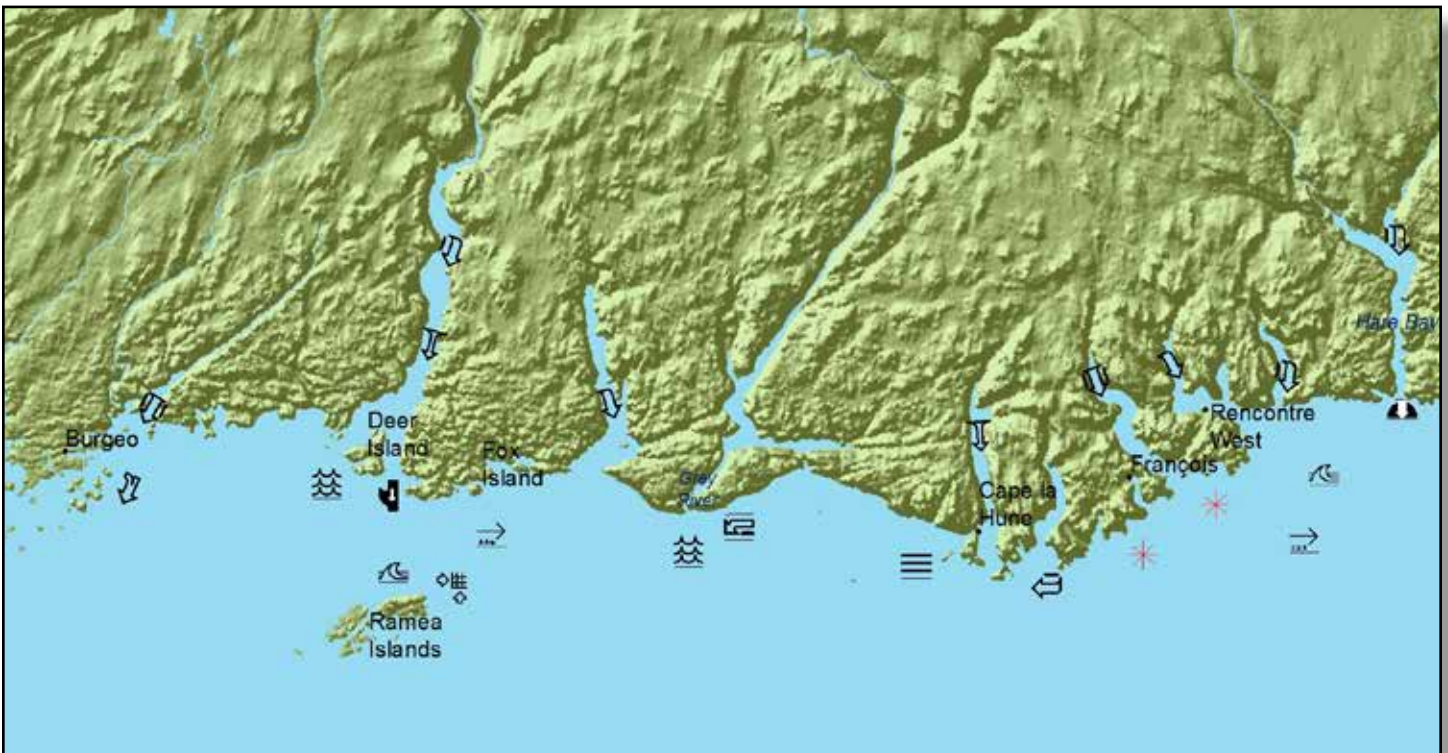 Hare Bay
Deer
Island
Rencontre
West
Burgeo
Fox
Island
François
Grey
River
Cape la
Hune
Ramea
Islands